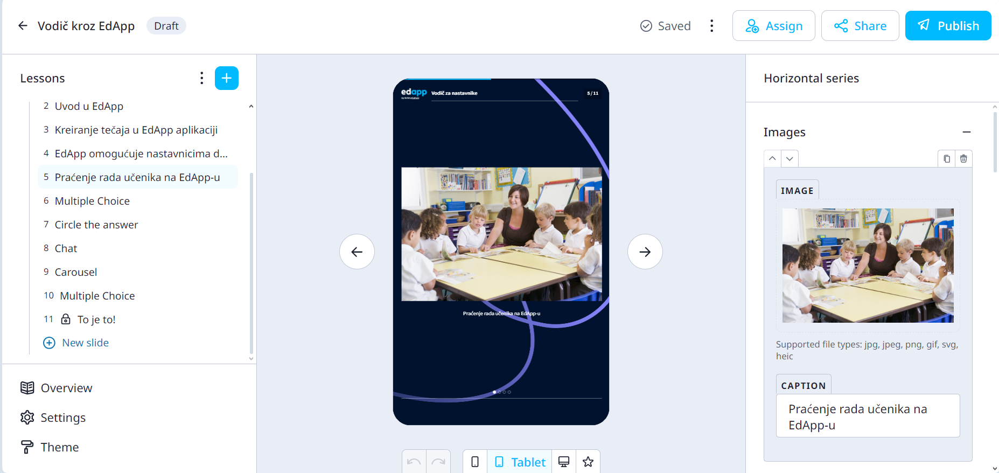 Vodič kroz EdApp
Draft
Saved
Assign
Share
Publish
Lessons
2 Uvod u EdApp
3 Kreiranje tečaja u EdApp aplikaciji
4 EdApp omogućuje nastavnicima d...
5 Praćenje rada učenika na EdApp-u
6 Multiple Choice
7 Circle the answer
8 Chat
9 Carousel
10 Multiple Choice
11 To je to!
New slide
Overview
Settings
Theme
edapp
Vodič za nastavnike
5/11
Praćenje rada učenika na EdApp-u
Tablet
Horizontal series
Images
IMAGE
Supported file types: jpg, jpeg, png, gif, svg,
heic
CAPTION
Praćenje rada učenika na
EdApp-u